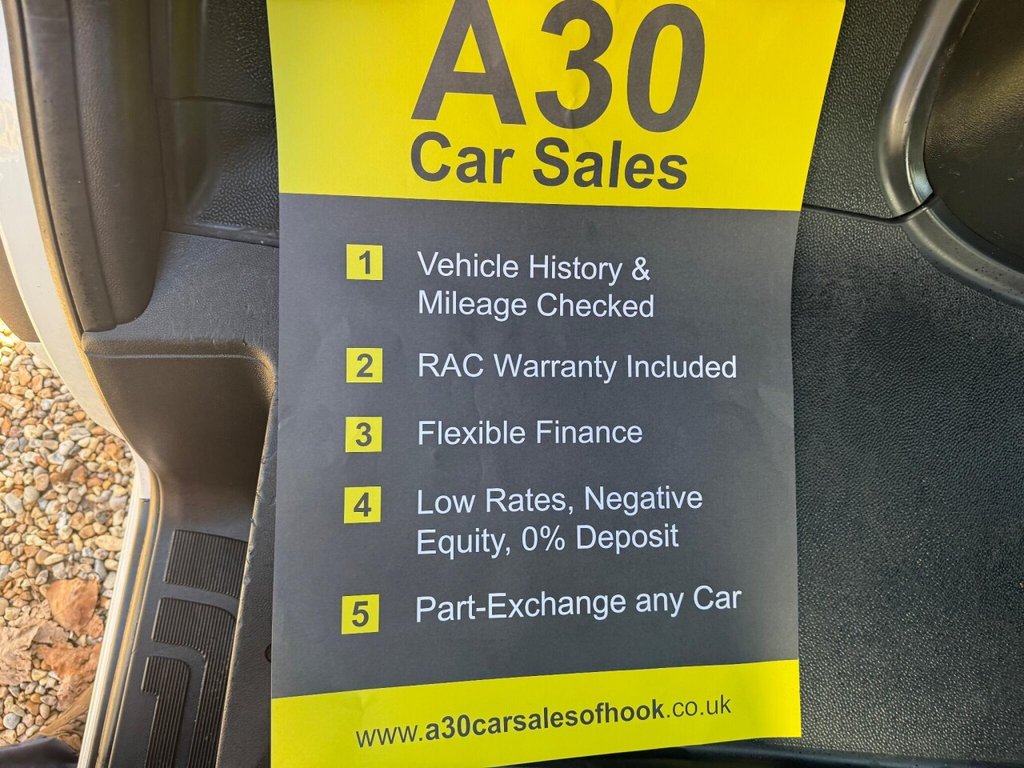 A30
Car Sales
1 Vehicle History &
Mileage Checked
2 RAC Warranty Included
3 Flexible Finance
4 Low Rates, Negative
Equity, 0% Deposit
5 Part-Exchange any Car
www.a30carsalesofhook.co.uk